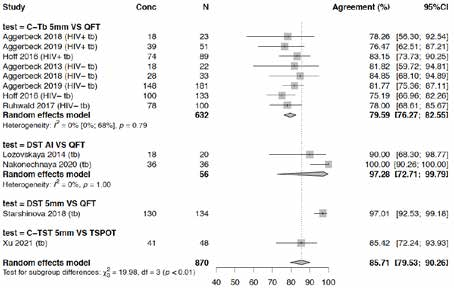 Study Conc N Agreement (%) 95%CI
test = C−Tb 5mm VS QFT
Aggerbeck 2018 (HIV+ tb) 18 23 78.26 [56.30; 92.54]
Aggerbeck 2019 (HIV+ tb) 39 51 76.47 [62.51; 87.21]
Hoff 2016 (HIV+ tb) 74 89 83.15 [73.73; 90.25]
Aggerbeck 2013 (HIV− tb) 18 22 81.82 [59.72; 94.81]
Aggerbeck 2018 (HIV− tb) 28 33 84.85 [68.10; 94.89]
Aggerbeck 2019 (HIV− tb) 148 181 81.77 [75.36; 87.11]
Hoff 2016 (HIV− tb) 100 133 75.19 [66.96; 82.26]
Ruhwald 2017 (HIV− tb) 78 100 78.00 [68.61; 85.67]
Random effects model 632 79.59 [76.27; 82.55]
Heterogeneity: I² = 0% [0%; 68%], p = 0.79
test = DST AI VS QFT
Lozovskaya 2014 (tb) 18 20 90.00 [68.30; 98.77]
Nakonechnaya 2020 (tb) 36 36 100.00 [90.26; 100.00]
Random effects model 56 97.28 [72.71; 99.79]
Heterogeneity: I² = 0%, p = 1.00
test = DST 5mm VS QFT
Starshinova 2018 (tb) 130 134 97.01 [92.53; 99.18]
test = C−TST 5mm VS TSPOT
Xu 2021 (tb) 41 48 85.42 [72.24; 93.93]
Random effects model 870 85.71 [79.53; 90.26]
Test for subgroup differences: χ²₃ = 19.98, df = 3 (p < 0.01)
40 50 60 70 80 90 100